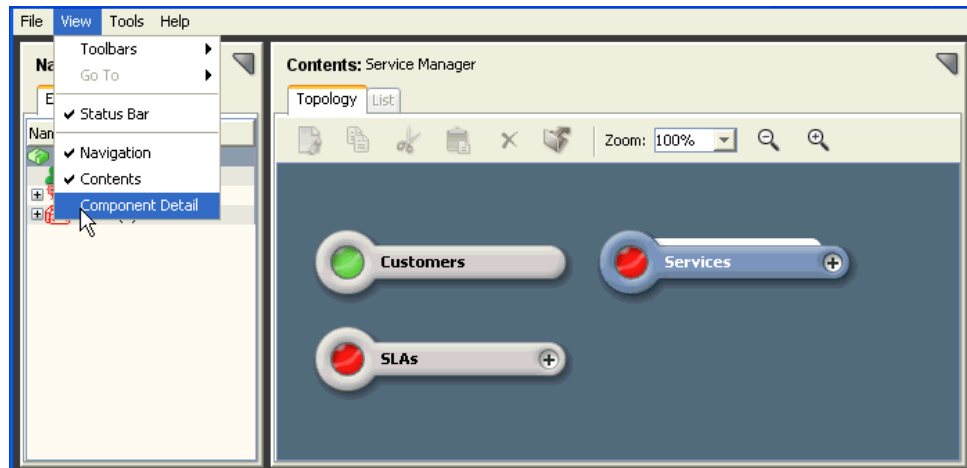 File View Tools Help
Toolbars
Go To
Status Bar
Navigation
Contents
Component Detail
Contents: Service Manager
Topology List
Zoom: 100%
Customers
Services
SLAs